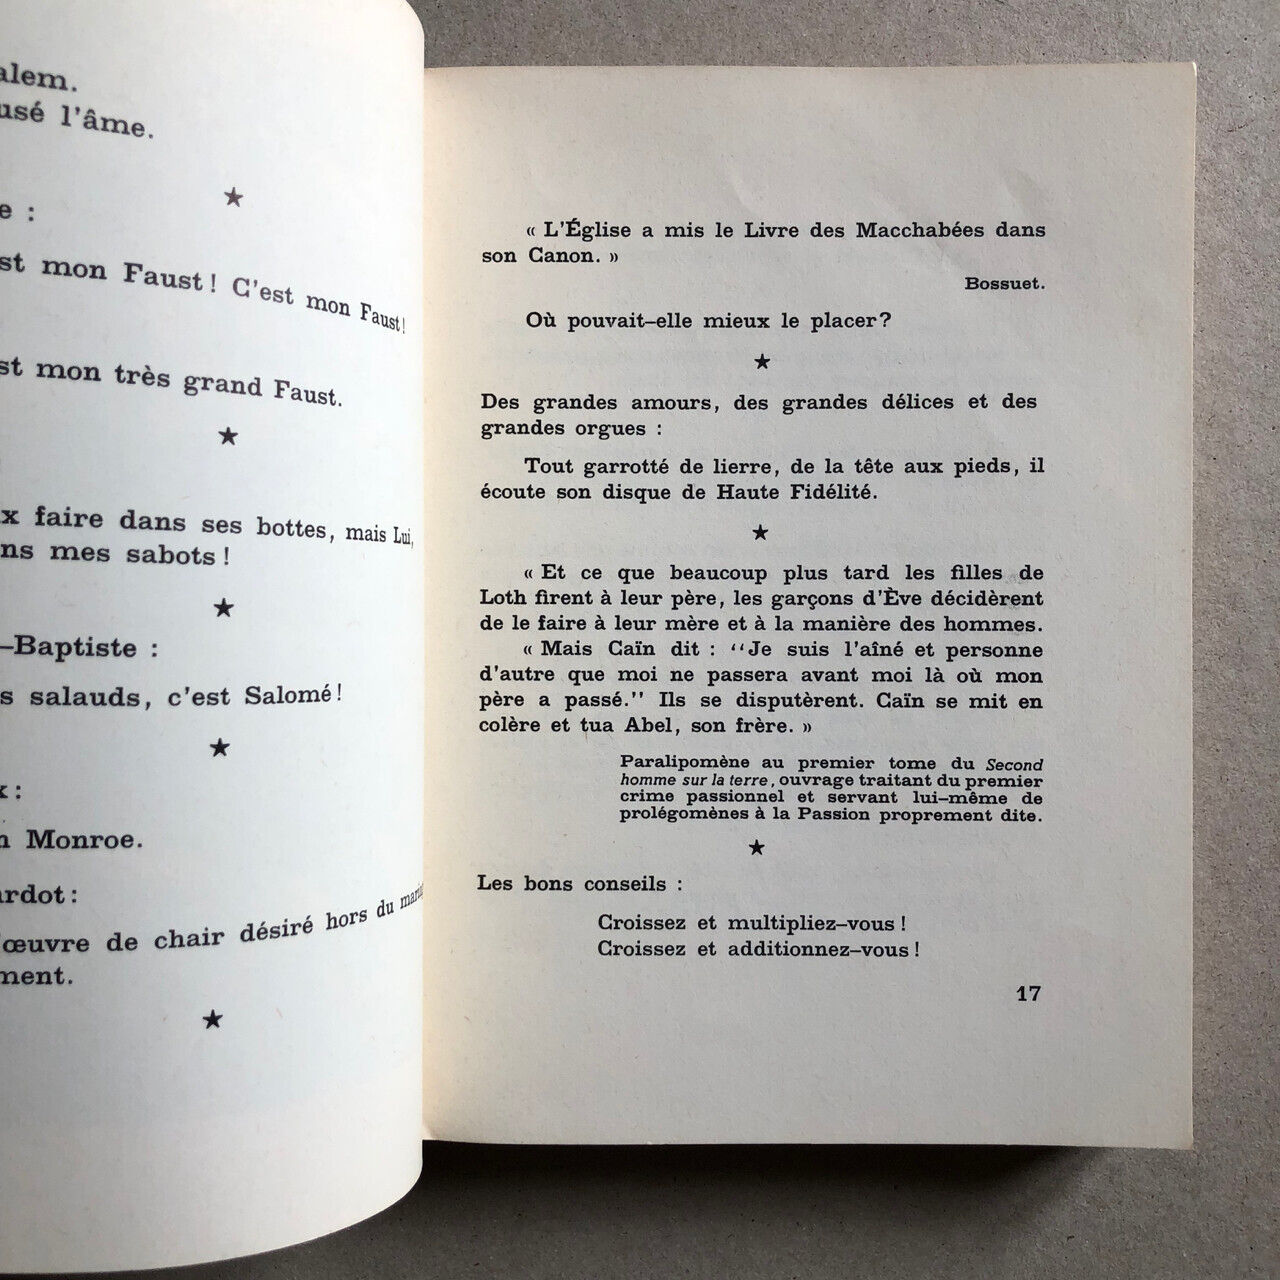 alem.
usé l'âme.
★
e :
st mon Faust ! C'est mon Faust !
st mon très grand Faust.
★
x faire dans ses bottes, mais Lui,
ns mes sabots !
★
–Baptiste :
s salauds, c'est Salomé !
★
x :
n Monroe.
ardot :
'œuvre de chair désiré hors du
ment.
★
« L'Église a mis le Livre des Macchabées dans
son Canon. »
Bossuet.
Où pouvait–elle mieux le placer ?
★
Des grandes amours, des grandes délices et des
grandes orgues :
Tout garrotté de lierre, de la tête aux pieds, il
écoute son disque de Haute Fidélité.
★
« Et ce que beaucoup plus tard les filles de
Loth firent à leur père, les garçons d'Ève décidèrent
de le faire à leur mère et à la manière des hommes.
« Mais Caïn dit : ‘‘Je suis l'aîné et personne
d'autre que moi ne passera avant moi là où mon
père a passé.’’ Ils se disputèrent. Caïn se mit en
colère et tua Abel, son frère. »
Paralipomène au premier tome du Second
homme sur la terre, ouvrage traitant du premier
crime passionnel et servant lui–même de
prolégomènes à la Passion proprement dite.
★
Les bons conseils :
Croissez et multipliez–vous !
Croissez et additionnez–vous !
17